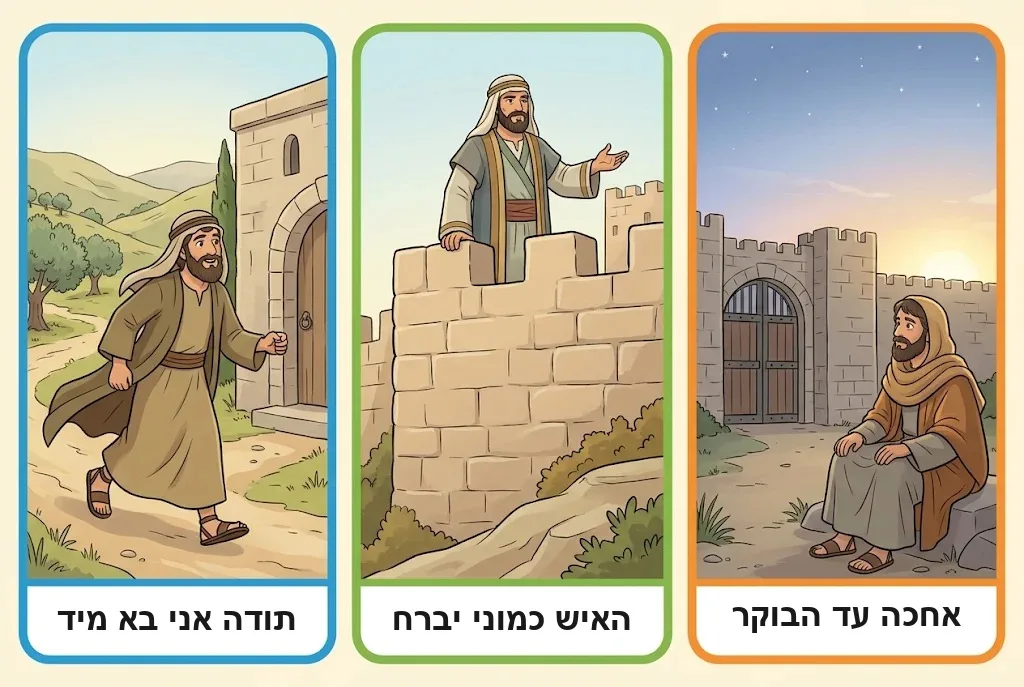 אחכה עד הבוקר
האיש כמוני יברח
תודה אני בא מיד